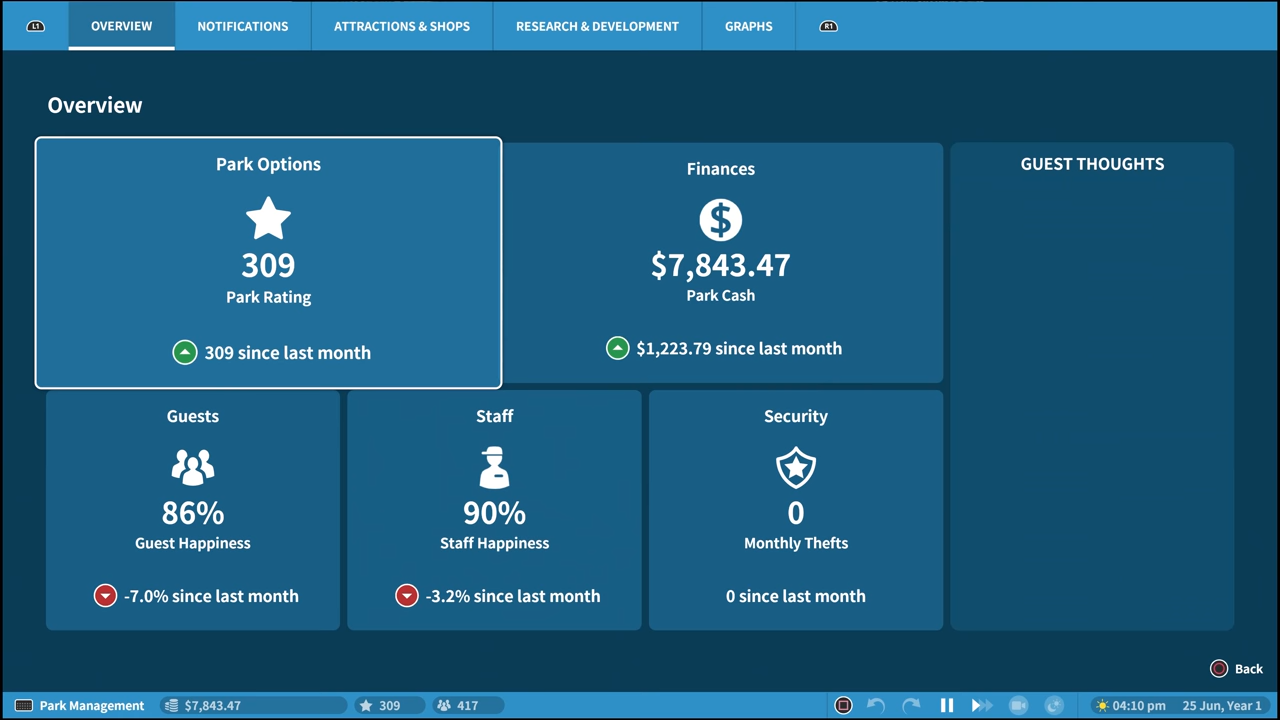 L1 OVERVIEW NOTIFICATIONS ATTRACTIONS & SHOPS RESEARCH & DEVELOPMENT GRAPHS R1
Overview
Park Options
309
Park Rating
309 since last month
Finances
$
$7,843.47
Park Cash
$1,223.79 since last month
GUEST THOUGHTS
Guests
86%
Guest Happiness
-7.0% since last month
Staff
90%
Staff Happiness
-3.2% since last month
Security
0
Monthly Thefts
0 since last month
Back
Park Management $7,843.47 309 417 04:10 pm 25 Jun, Year 1